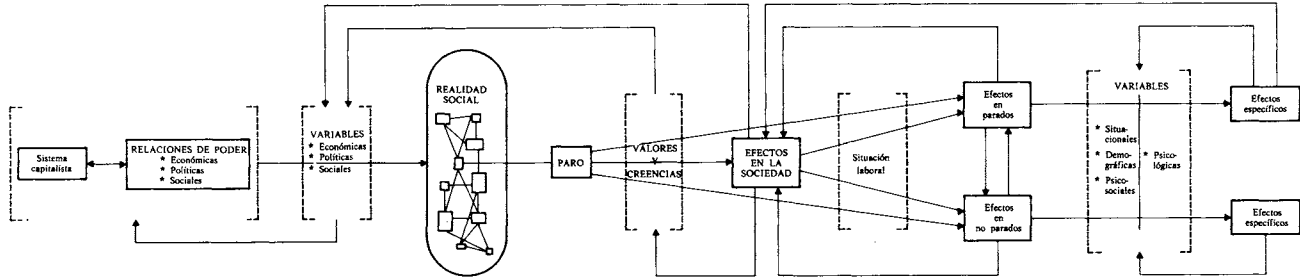 Sistema
capitalista
RELACIONES DE PODER
* Económicas
* Políticas
* Sociales
VARIABLES
* Económicas
* Políticas
* Sociales
REALIDAD
SOCIAL
PARO
VALORES
Y
CREENCIAS
EFECTOS
EN LA
SOCIEDAD
Situación
laboral
Efectos
en
parados
Efectos
en
no parados
VARIABLES
* Situa-
cionales
* Demo-
gráficas
* Psico-
sociales
* Psico-
lógicas
Efectos
específicos
Efectos
específicos